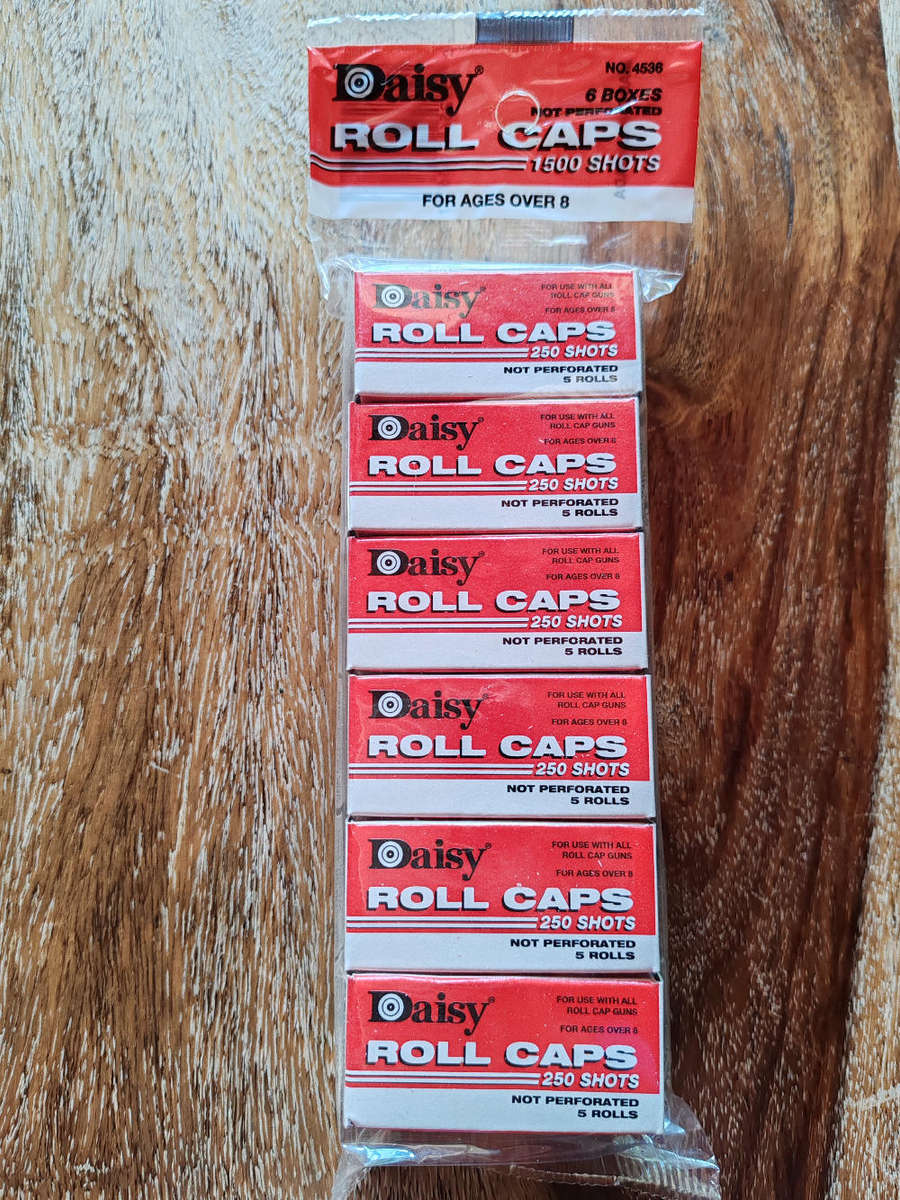 Daisy®
NO. 4536
6 BOXES
NOT PERFORATED
ROLL CAPS
1500 SHOTS
FOR AGES OVER 8
Daisy®
FOR USE WITH ALL
ROLL CAP GUNS
FOR AGES OVER 8
ROLL CAPS
250 SHOTS
NOT PERFORATED
5 ROLLS
Daisy®
FOR USE WITH ALL
ROLL CAP GUNS
FOR AGES OVER 8
ROLL CAPS
250 SHOTS
NOT PERFORATED
5 ROLLS
Daisy®
FOR USE WITH ALL
ROLL CAP GUNS
FOR AGES OVER 8
ROLL CAPS
250 SHOTS
NOT PERFORATED
5 ROLLS
Daisy®
FOR USE WITH ALL
ROLL CAP GUNS
FOR AGES OVER 8
ROLL CAPS
250 SHOTS
NOT PERFORATED
5 ROLLS
Daisy®
FOR USE WITH ALL
ROLL CAP GUNS
FOR AGES OVER 8
ROLL CAPS
250 SHOTS
NOT PERFORATED
5 ROLLS
Daisy®
FOR USE WITH ALL
ROLL CAP GUNS
FOR AGES OVER 8
ROLL CAPS
250 SHOTS
NOT PERFORATED
5 ROLLS